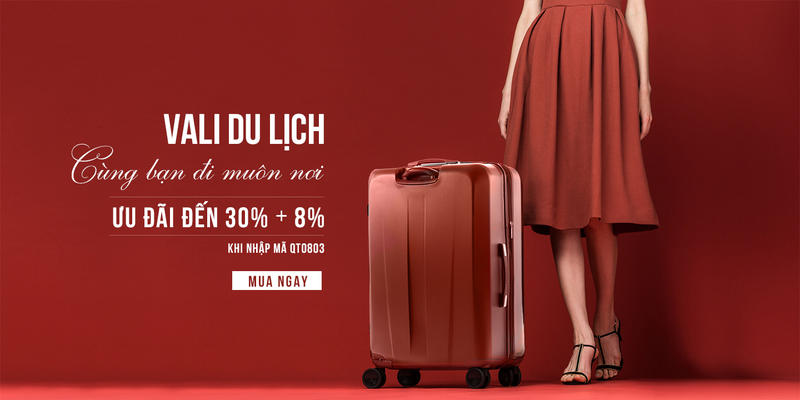 VALI DU LỊCH
Cùng bạn đi muôn nơi
ƯU ĐÃI ĐẾN 30% + 8%
KHI NHẬP MÃ QT0803
MUA NGAY